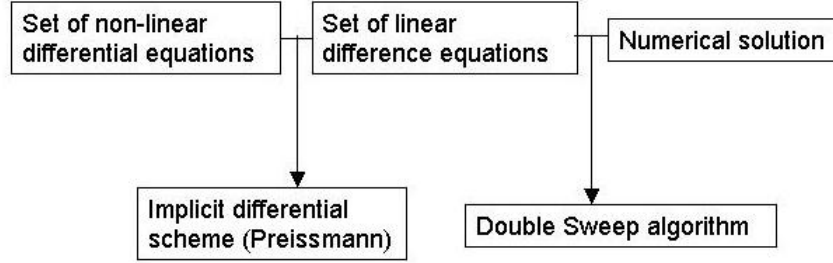 Set of non-linear
differential equations
Set of linear
difference equations
Numerical solution
Implicit differential
scheme (Preissmann)
Double Sweep algorithm